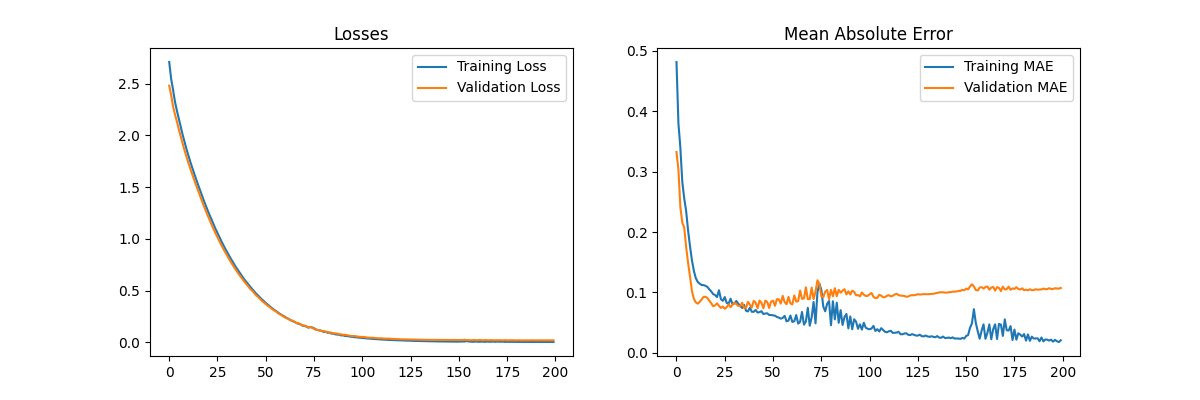 Losses
Training Loss
Validation Loss
2.5
2.0
1.5
1.0
0.5
0.0
0 25 50 75 100 125 150 175 200
Mean Absolute Error
Training MAE
Validation MAE
0.5
0.4
0.3
0.2
0.1
0.0
0 25 50 75 100 125 150 175 200